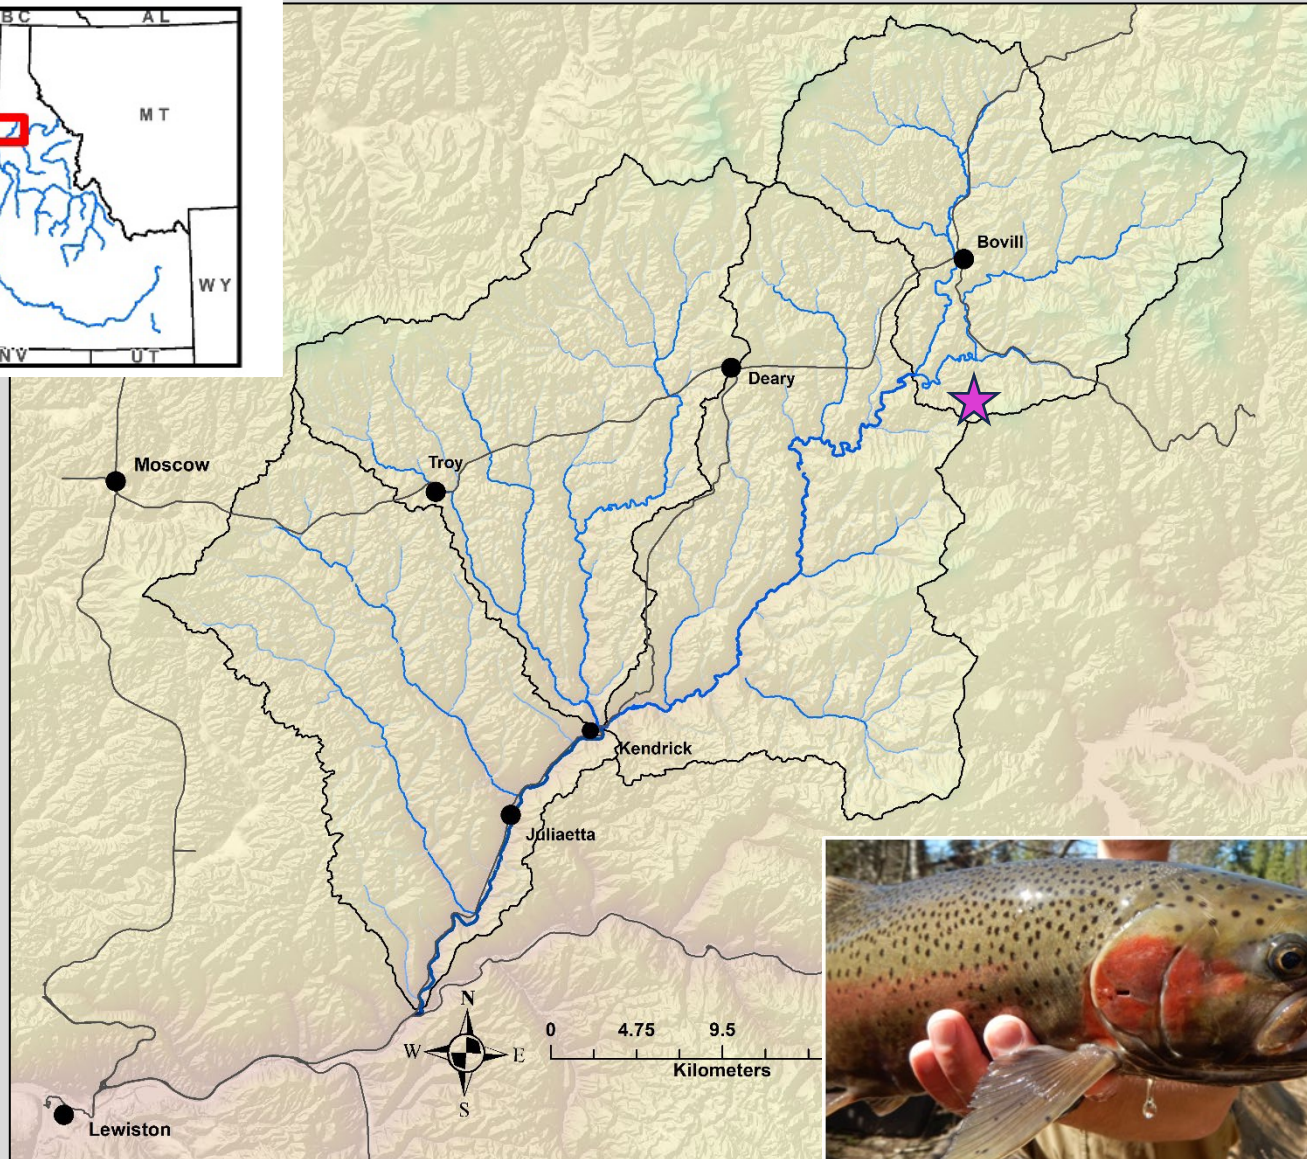 BC
AL
MT
WY
NV
UT
Bovill
Deary
Moscow
Troy
Kendrick
Juliaetta
N
W
E
S
0 4.75 9.5
Kilometers
Lewiston